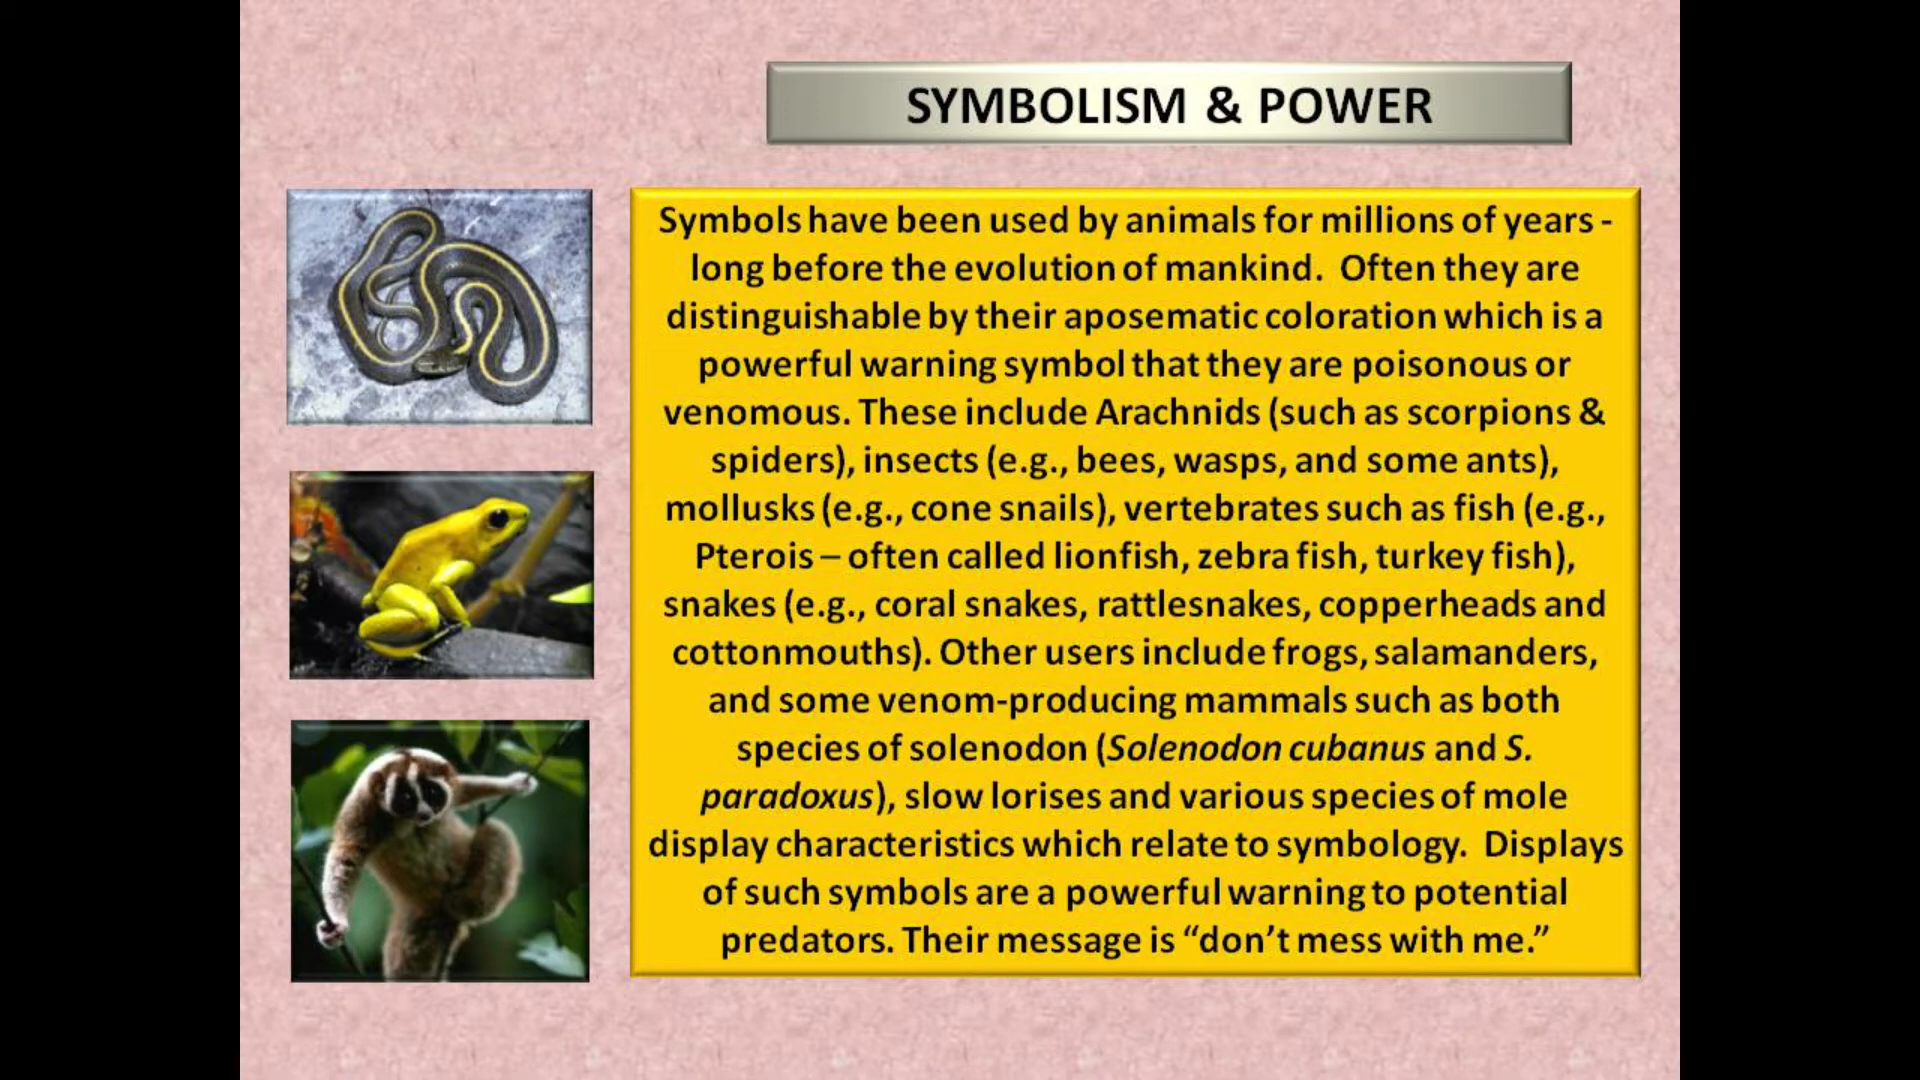 SYMBOLISM & POWER
Symbols have been used by animals for millions of years -
long before the evolution of mankind.  Often they are
distinguishable by their aposematic coloration which is a
powerful warning symbol that they are poisonous or
venomous. These include Arachnids (such as scorpions &
spiders), insects (e.g., bees, wasps, and some ants),
mollusks (e.g., cone snails), vertebrates such as fish (e.g.,
Pterois – often called lionfish, zebra fish, turkey fish),
snakes (e.g., coral snakes, rattlesnakes, copperheads and
cottonmouths). Other users include frogs, salamanders,
and some venom-producing mammals such as both
species of solenodon (Solenodon cubanus and S.
paradoxus), slow lorises and various species of mole
display characteristics which relate to symbology.  Displays
of such symbols are a powerful warning to potential
predators. Their message is “don’t mess with me.”